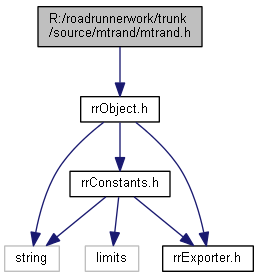 R:/roadrunnerwork/trunk
/source/mtrand/mtrand.h
rrObject.h
rrConstants.h
string
limits
rrExporter.h